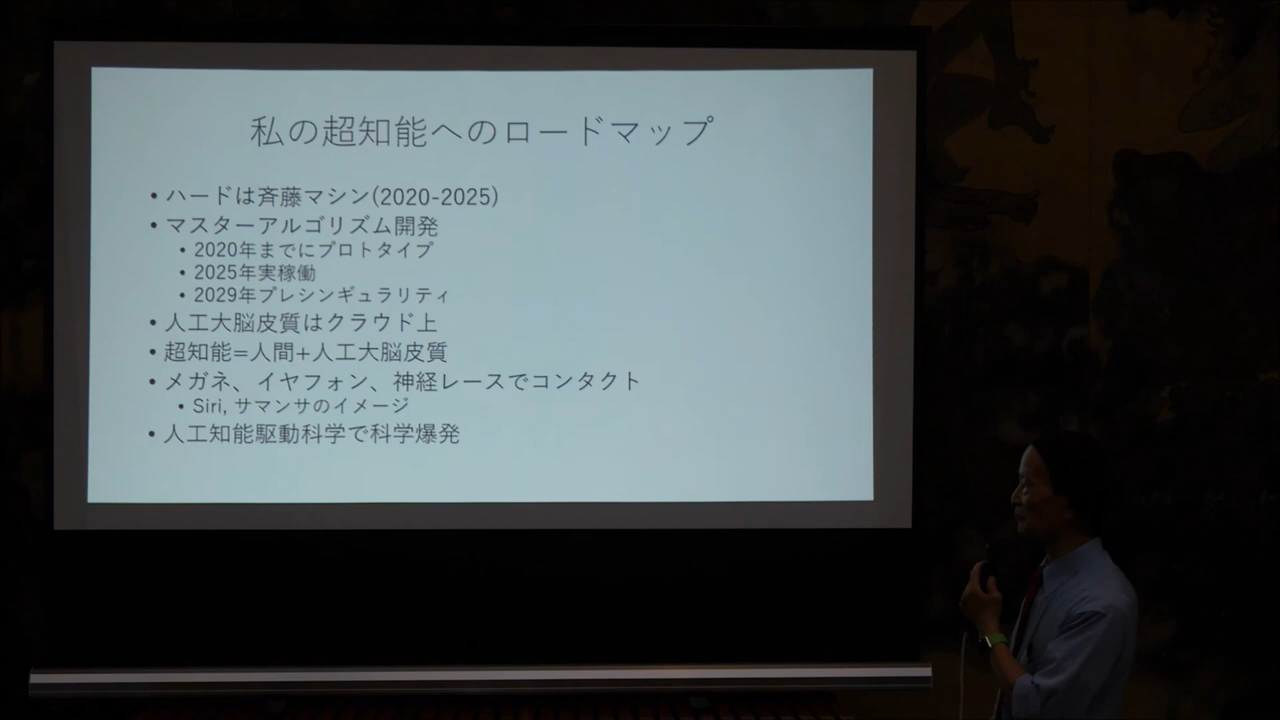 私の超知能へのロードマップ
• ハードは斉藤マシン(2020-2025)
• マスターアルゴリズム開発
• 2020年までにプロトタイプ
• 2025年実稼働
• 2029年プレシンギュラリティ
• 人工大脳皮質はクラウド上
• 超知能=人間+人工大脳皮質
• メガネ、イヤフォン、神経レースでコンタクト
• Siri, サマンサのイメージ
• 人工知能駆動科学で科学爆発